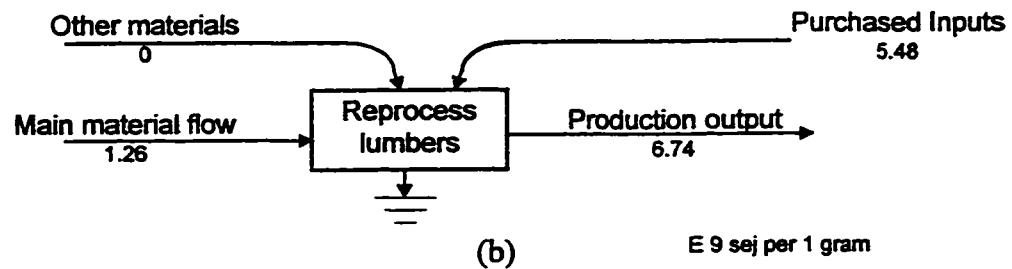 Other materials
0
Purchased Inputs
5.48
Main material flow
1.26
Reprocess
lumbers
Production output
6.74
(b)
E 9 sej per 1 gram